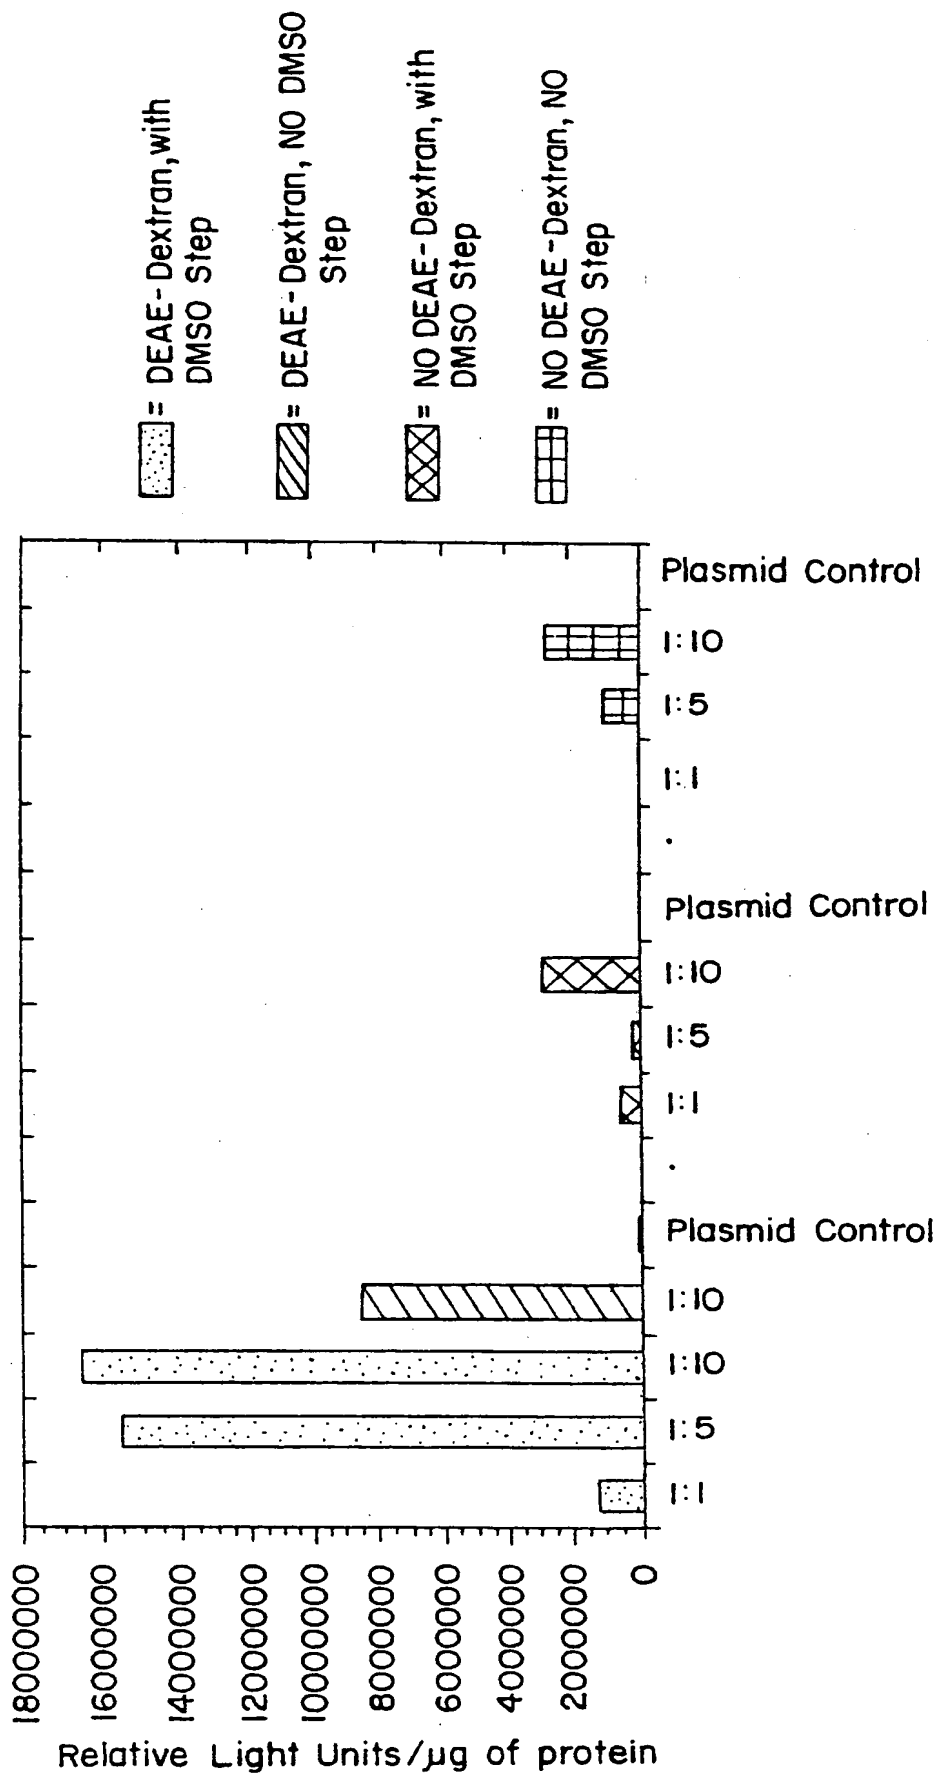 = DEAE-Dextran, with
DMSO Step
= DEAE-Dextran, NO DMSO
Step
= NO DEAE-Dextran, with
DMSO Step
= NO DEAE-Dextran, NO
DMSO Step
Plasmid Control
1:10
1:5
1:1
Plasmid Control
1:10
1:5
1:1
Plasmid Control
1:10
1:10
1:5
1:1
18000000
16000000
14000000
12000000
10000000
8000000
6000000
4000000
2000000
0
Relative Light Units/µg of protein